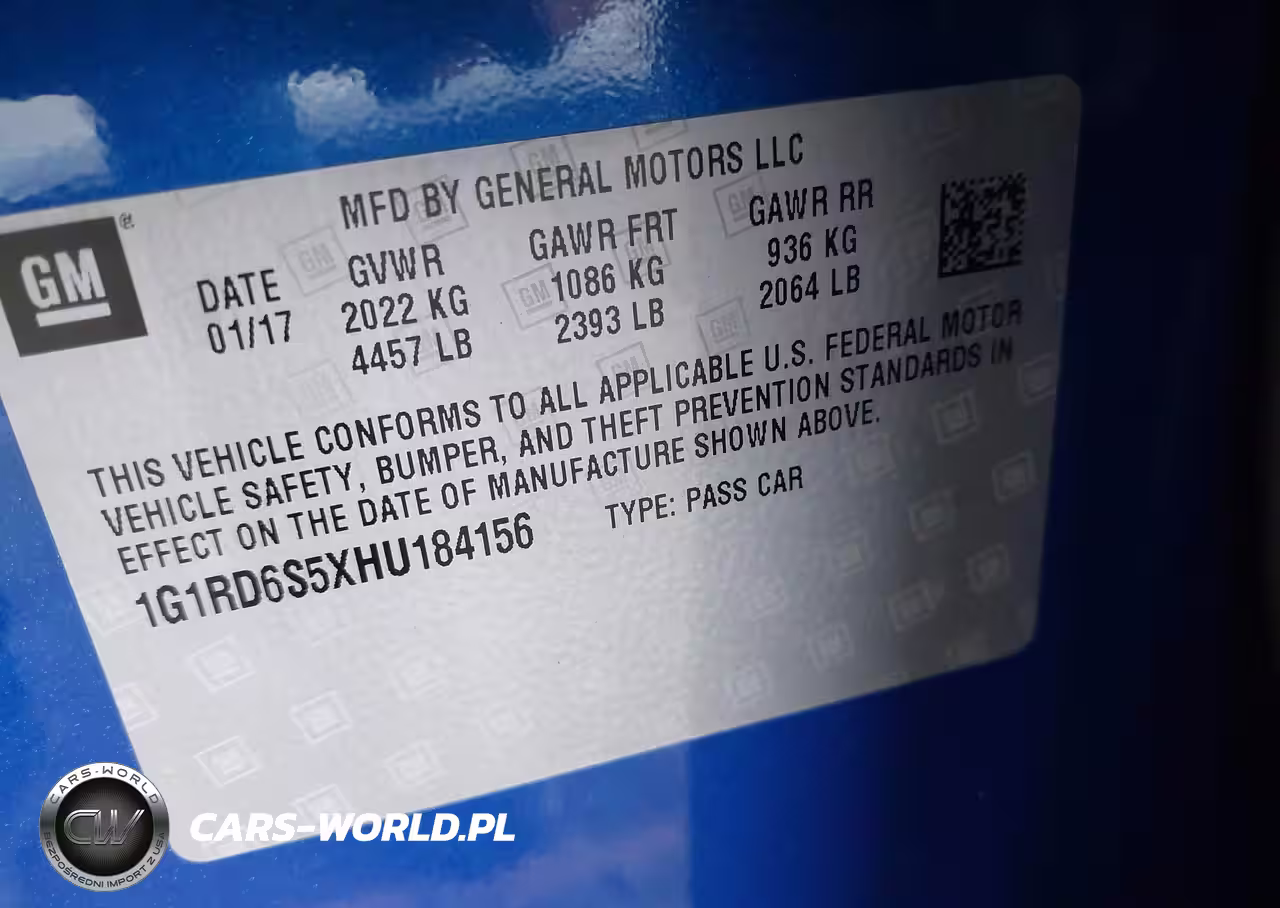 MFD BY GENERAL MOTORS LLC
GM®
DATE
01/17
GVWR
2022 KG
4457 LB
GAWR FRT
1086 KG
2393 LB
GAWR RR
936 KG
2064 LB
THIS VEHICLE CONFORMS TO ALL APPLICABLE U.S. FEDERAL MOTOR
VEHICLE SAFETY, BUMPER, AND THEFT PREVENTION STANDARDS IN
EFFECT ON THE DATE OF MANUFACTURE SHOWN ABOVE.
1G1RD6S5XHU184156
TYPE: PASS CAR
CARS-WORLD
CW
BEZPOŚREDNI IMPORT Z USA
CARS-WORLD.PL